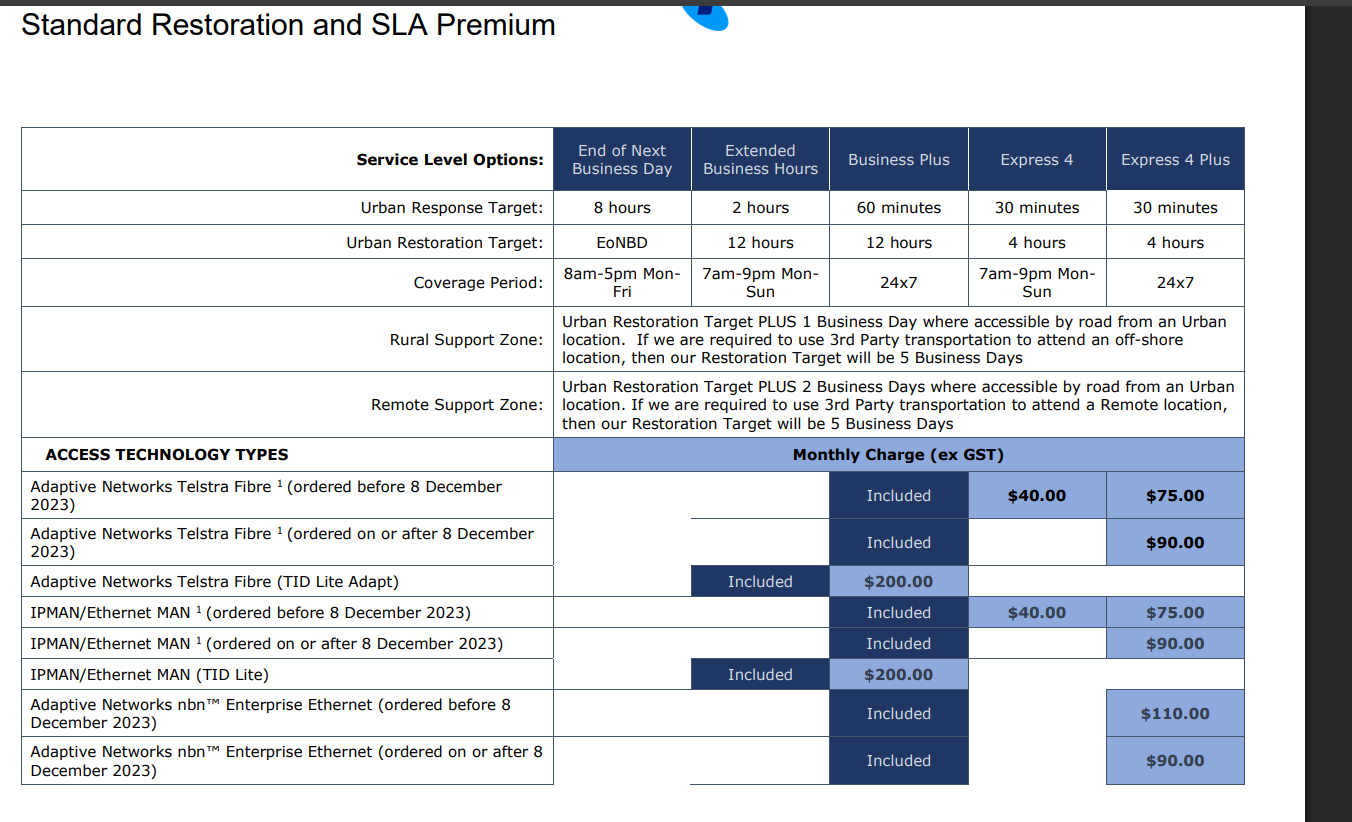 Standard Restoration and SLA Premium
Service Level Options:
End of Next
Business Day
Extended
Business Hours
Business Plus
Express 4
Express 4 Plus
Urban Response Target:
8 hours
2 hours
60 minutes
30 minutes
30 minutes
Urban Restoration Target:
EoNBD
12 hours
12 hours
4 hours
4 hours
Coverage Period:
8am-5pm Mon-
Fri
7am-9pm Mon-
Sun
24x7
7am-9pm Mon-
Sun
24x7
Rural Support Zone:
Urban Restoration Target PLUS 1 Business Day where accessible by road from an Urban
location.  If we are required to use 3rd Party transportation to attend an off-shore
location, then our Restoration Target will be 5 Business Days
Remote Support Zone:
Urban Restoration Target PLUS 2 Business Days where accessible by road from an Urban
location. If we are required to use 3rd Party transportation to attend a Remote location,
then our Restoration Target will be 5 Business Days
ACCESS TECHNOLOGY TYPES
Monthly Charge (ex GST)
Adaptive Networks Telstra Fibre ¹ (ordered before 8 December
2023)
Included
$40.00
$75.00
Adaptive Networks Telstra Fibre ¹ (ordered on or after 8 December
2023)
Included
$90.00
Adaptive Networks Telstra Fibre (TID Lite Adapt)
Included
$200.00
IPMAN/Ethernet MAN ¹ (ordered before 8 December 2023)
Included
$40.00
$75.00
IPMAN/Ethernet MAN ¹ (ordered on or after 8 December 2023)
Included
$90.00
IPMAN/Ethernet MAN (TID Lite)
Included
$200.00
Adaptive Networks nbn™ Enterprise Ethernet (ordered before 8
December 2023)
Included
$110.00
Adaptive Networks nbn™ Enterprise Ethernet (ordered on or after 8
December 2023)
Included
$90.00